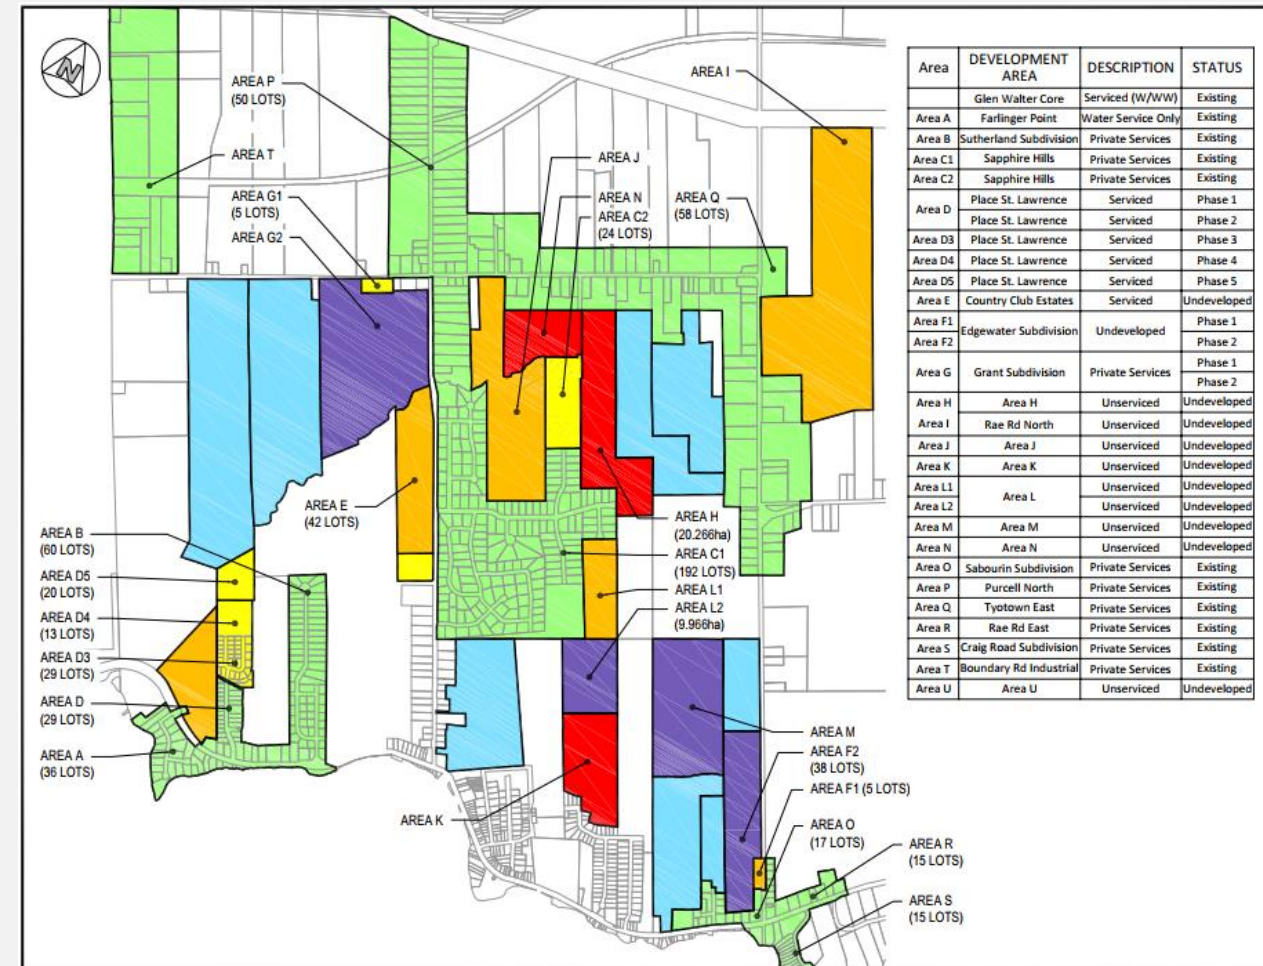 N
AREA P
(50 LOTS)
AREA T
AREA G1
(5 LOTS)
AREA G2
AREA I
AREA J
AREA N
AREA C2
(24 LOTS)
AREA Q
(58 LOTS)
AREA E
(42 LOTS)
AREA B
(60 LOTS)
AREA D5
(20 LOTS)
AREA D4
(13 LOTS)
AREA D3
(29 LOTS)
AREA D
(29 LOTS)
AREA A
(36 LOTS)
AREA H
(20.266ha)
AREA C1
(192 LOTS)
AREA L1
AREA L2
(9.966ha)
AREA K
AREA M
AREA F2
(38 LOTS)
AREA F1 (5 LOTS)
AREA O
(17 LOTS)
AREA R
(15 LOTS)
AREA S
(15 LOTS)
Area DEVELOPMENT AREA DESCRIPTION STATUS
Glen Walter Core Serviced (W/WW) Existing
Area A Farlinger Point Water Service Only Existing
Area B Sutherland Subdivision Private Services Existing
Area C1 Sapphire Hills Private Services Existing
Area C2 Sapphire Hills Private Services Existing
Area D Place St. Lawrence Serviced Phase 1
Place St. Lawrence Serviced Phase 2
Area D3 Place St. Lawrence Serviced Phase 3
Area D4 Place St. Lawrence Serviced Phase 4
Area D5 Place St. Lawrence Serviced Phase 5
Area E Country Club Estates Serviced Undeveloped
Area F1 Edgewater Subdivision Undeveloped Phase 1
Area F2 Phase 2
Area G Grant Subdivision Private Services Phase 1
Phase 2
Area H Area H Unserviced Undeveloped
Area I Rae Rd North Unserviced Undeveloped
Area J Area J Unserviced Undeveloped
Area K Area K Unserviced Undeveloped
Area L1 Area L Unserviced Undeveloped
Area L2 Unserviced Undeveloped
Area M Area M Unserviced Undeveloped
Area N Area N Unserviced Undeveloped
Area O Sabourin Subdivision Private Services Existing
Area P Purcell North Private Services Existing
Area Q Tyotown East Private Services Existing
Area R Rae Rd East Private Services Existing
Area S Craig Road Subdivision Private Services Existing
Area T Boundary Rd Industrial Private Services Existing
Area U Area U Unserviced Undeveloped